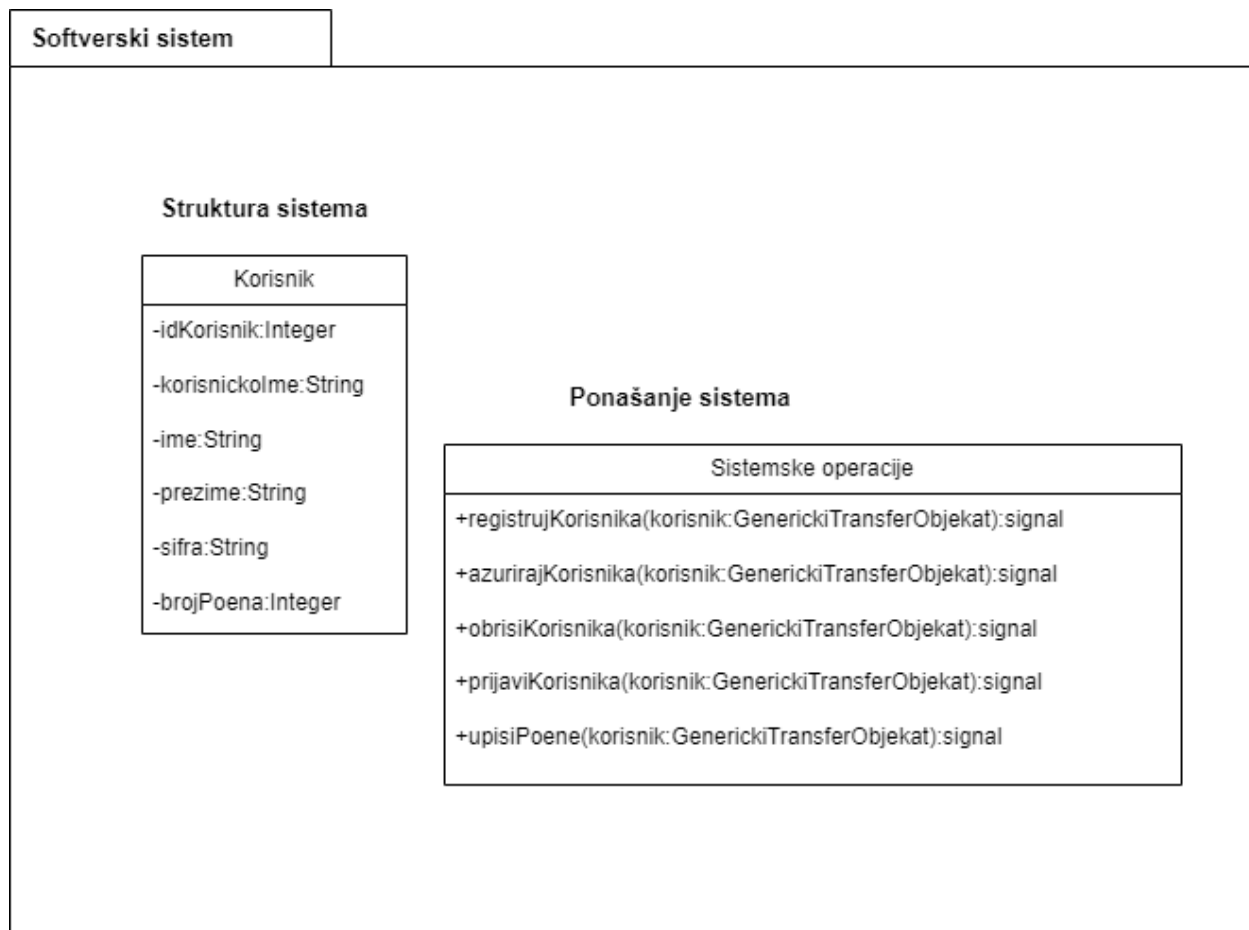 Softverski sistem
Struktura sistema
Korisnik
-idKorisnik:Integer
-korisnickoIme:String
-ime:String
-prezime:String
-sifra:String
-brojPoena:Integer
Ponašanje sistema
Sistemske operacije
+registrujKorisnika(korisnik:GenerickiTransferObjekat):signal
+azurirajKorisnika(korisnik:GenerickiTransferObjekat):signal
+obrisiKorisnika(korisnik:GenerickiTransferObjekat):signal
+prijaviKorisnika(korisnik:GenerickiTransferObjekat):signal
+upisiPoene(korisnik:GenerickiTransferObjekat):signal